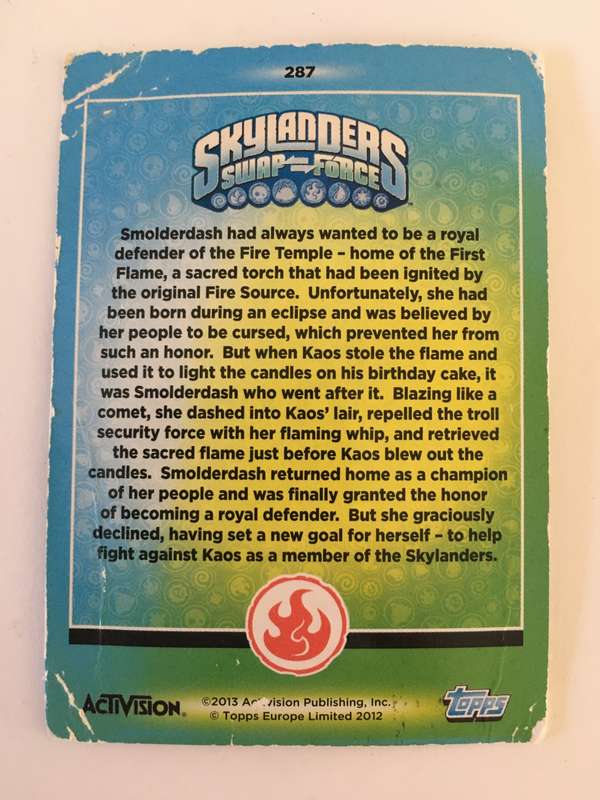 287
SKYLANDERS
SWAP FORCE
Smolderdash had always wanted to be a royal
defender of the Fire Temple – home of the First
Flame, a sacred torch that had been ignited by
the original Fire Source. Unfortunately, she had
been born during an eclipse and was believed by
her people to be cursed, which prevented her from
such an honor. But when Kaos stole the flame and
used it to light the candles on his birthday cake, it
was Smolderdash who went after it. Blazing like a
comet, she dashed into Kaos' lair, repelled the troll
security force with her flaming whip, and retrieved
the sacred flame just before Kaos blew out the
candles. Smolderdash returned home as a champion
of her people and was finally granted the honor
of becoming a royal defender. But she graciously
declined, having set a new goal for herself – to help
fight against Kaos as a member of the Skylanders.
ACTIVISION
©2013 Activision Publishing, Inc.
© Topps Europe Limited 2012
topps